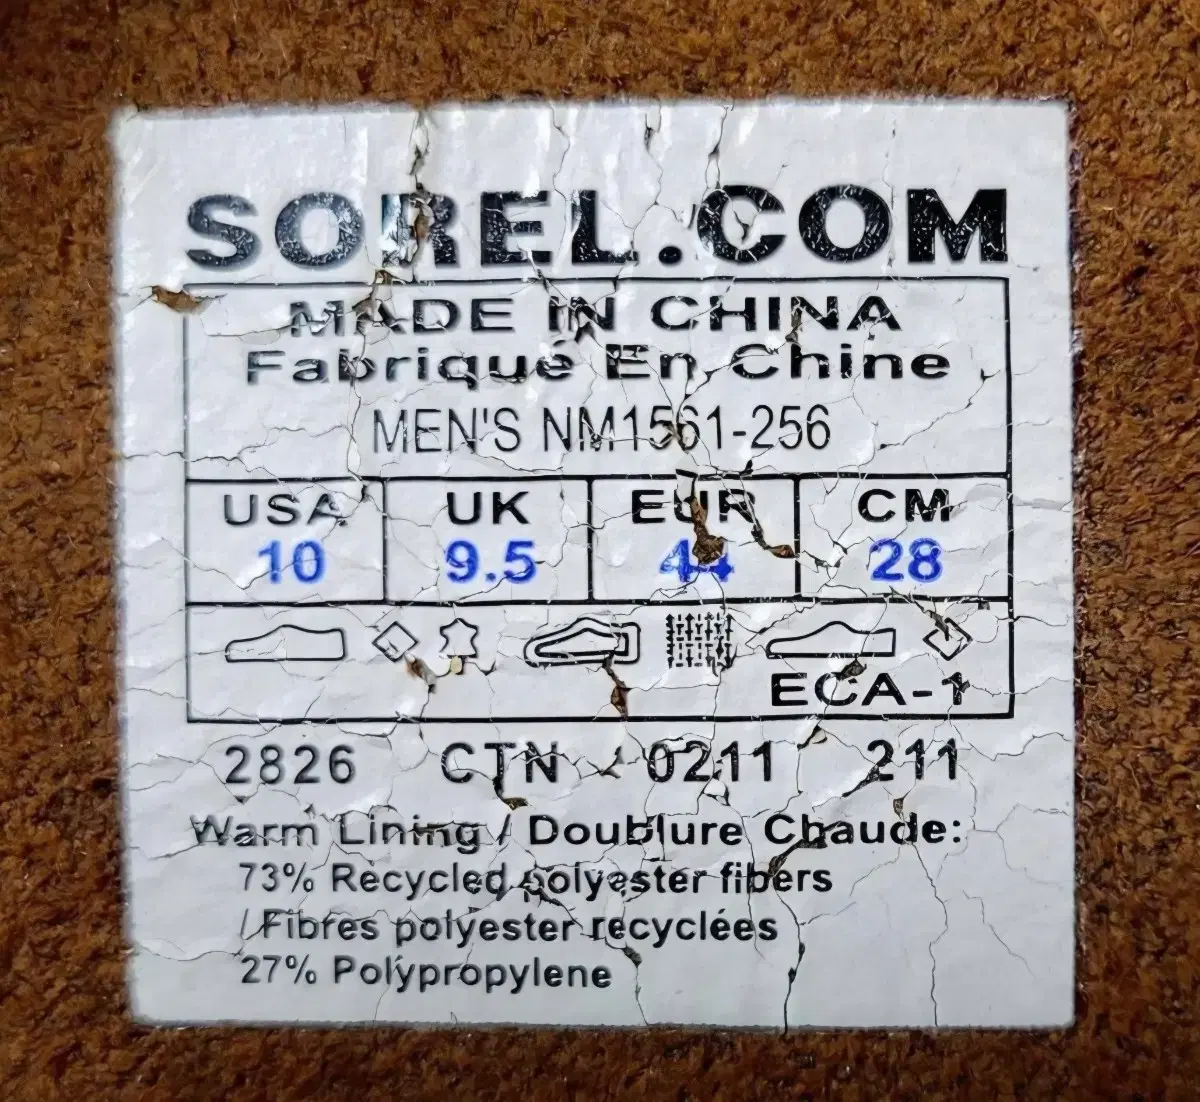 SOREL.COM
MADE IN CHINA
Fabriqué En Chine
MEN'S NM1561-256
USA UK EUR CM
10 9.5 44 28
ECA-1
2826 CTN 0211 211
Warm Lining / Doublure Chaude:
73% Recycled polyester fibers
/ Fibres polyester recyclées
27% Polypropylene